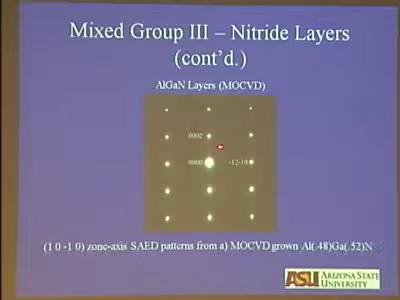 Mixed Group III – Nitride Layers
(cont'd.)
AlGaN Layers (MOCVD)
0002
0000
-12-10
(1 0 -1 0) zone-axis SAED patterns from a) MOCVD grown Al(.48)Ga(.52)N
ASU ARIZONA STATE
UNIVERSITY